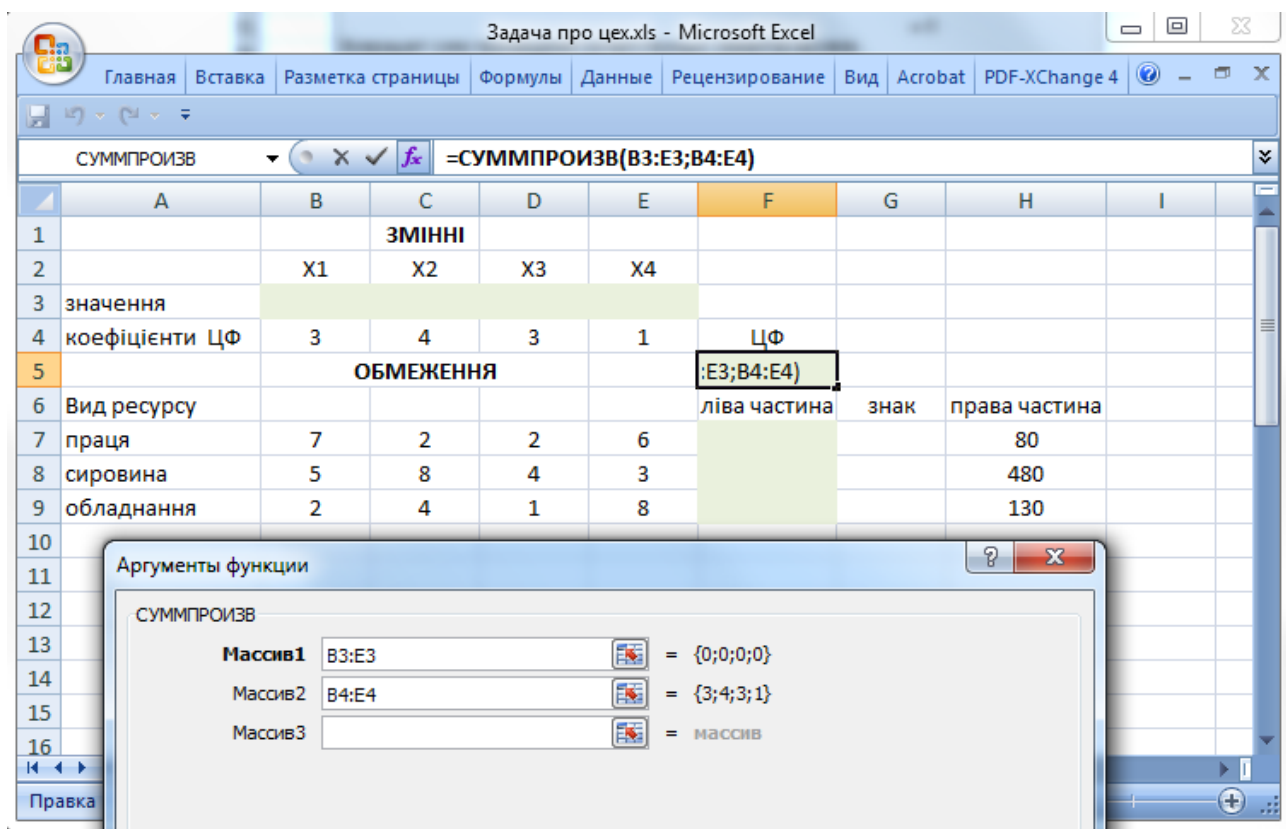 Задача про цех.xls - Microsoft Excel
Главная Вставка Разметка страницы Формулы Данные Рецензирование Вид Acrobat PDF-XChange 4
СУММПРОИЗВ fx =СУММПРОИЗВ(B3:E3;B4:E4)
A B C D E F G H I
1 ЗМІННІ
2 X1 X2 X3 X4
3 значення
4 коефіцієнти ЦФ 3 4 3 1 ЦФ
5 ОБМЕЖЕННЯ :E3;B4:E4)
6 Вид ресурсу ліва частина знак права частина
7 праця 7 2 2 6 80
8 сировина 5 8 4 3 480
9 обладнання 2 4 1 8 130
10
11
12
13
14
15
16
Аргументы функции
СУММПРОИЗВ
Массив1 B3:E3 = {0;0;0;0}
Массив2 B4:E4 = {3;4;3;1}
Массив3 = массив
Правка